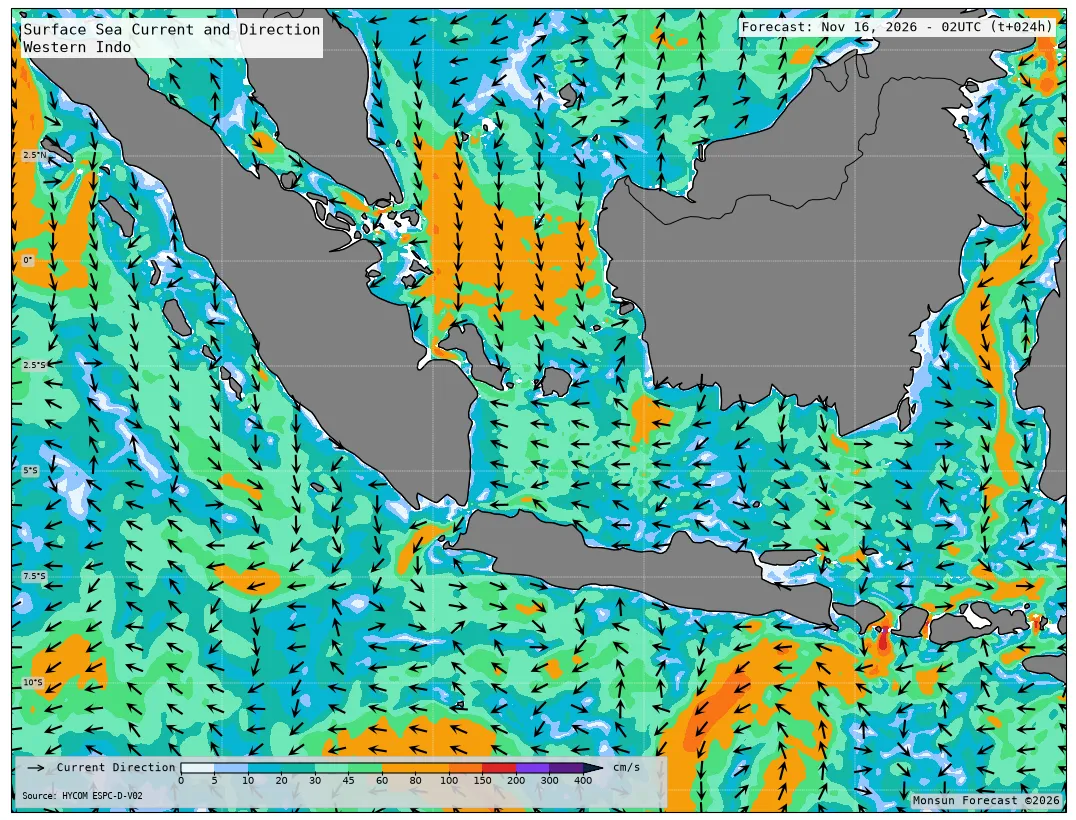 Surface Sea Current and Direction
Western Indo
Forecast: Nov 16, 2026 - 02UTC (t+024h)
2.5°N
0°
2.5°S
5°S
7.5°S
10°S
Current Direction
cm/s
0 5 10 20 30 45 60 80 100 150 200 300 400
Source: HYCOM ESPC-D-V02
Monsun Forecast ©2026